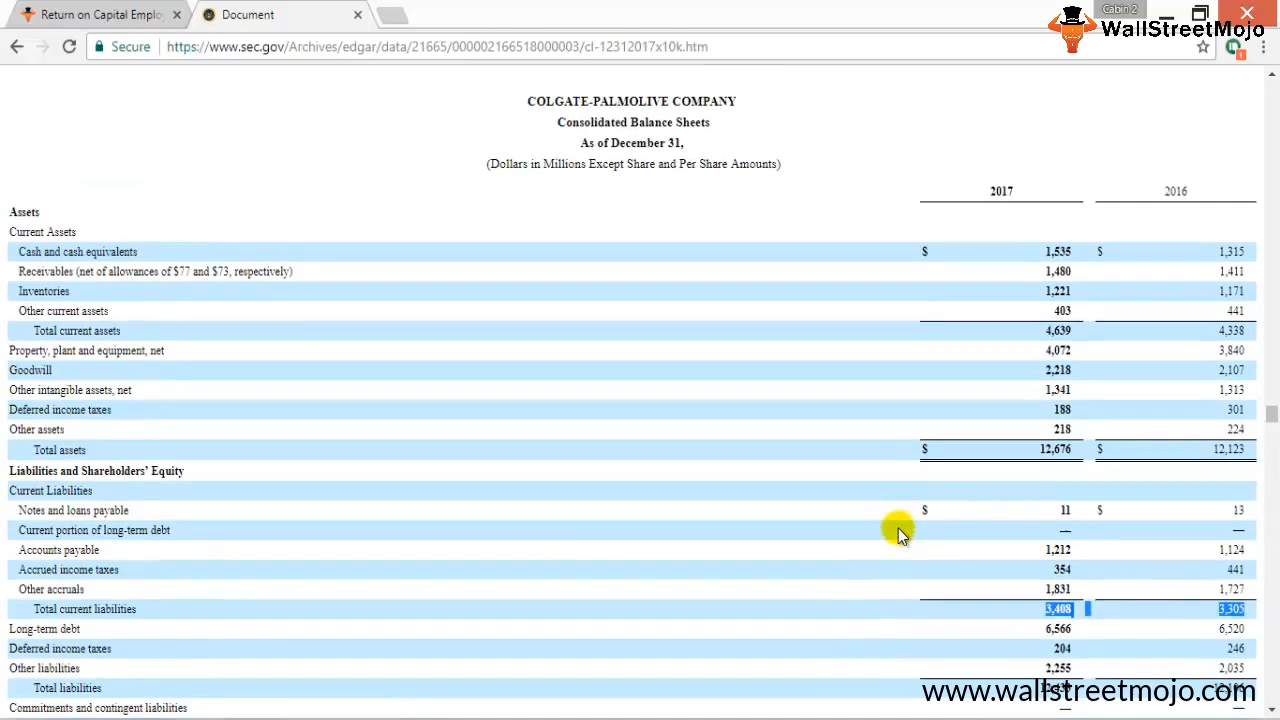 Return on Capital Emplo
Document
Cabin 2
WallStreetMojo
Secure
https://www.sec.gov/Archives/edgar/data/21665/000002166518000003/cl-12312017x10k.htm
COLGATE-PALMOLIVE COMPANY
Consolidated Balance Sheets
As of December 31,
(Dollars in Millions Except Share and Per Share Amounts)
2017 2016
Assets
Current Assets
Cash and cash equivalents $ 1,535 $ 1,315
Receivables (net of allowances of $77 and $73, respectively) 1,480 1,411
Inventories 1,221 1,171
Other current assets 403 441
Total current assets 4,639 4,338
Property, plant and equipment, net 4,072 3,840
Goodwill 2,218 2,107
Other intangible assets, net 1,341 1,313
Deferred income taxes 188 301
Other assets 218 224
Total assets $ 12,676 $ 12,123
Liabilities and Shareholders’ Equity
Current Liabilities
Notes and loans payable $ 11 $ 13
Current portion of long-term debt — —
Accounts payable 1,212 1,124
Accrued income taxes 354 441
Other accruals 1,831 1,727
Total current liabilities 3,408 3,305
Long-term debt 6,566 6,520
Deferred income taxes 204 246
Other liabilities 2,255 2,035
Total liabilities
www.wallstreetmojo.com
Commitments and contingent liabilities — —